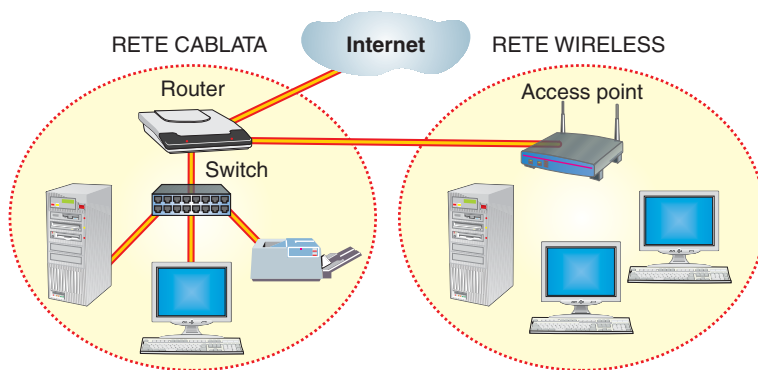 RETE CABLATA
Internet
RETE WIRELESS
Router
Access point
Switch